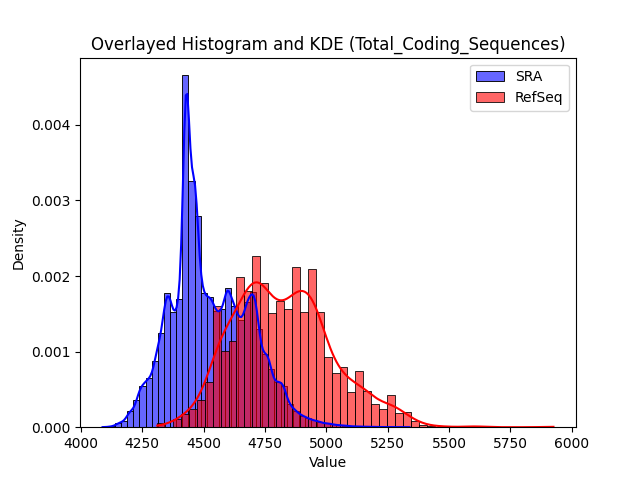 Overlayed Histogram and KDE (Total_Coding_Sequences)
SRA
RefSeq
Density
0.004
0.003
0.002
0.001
0.000
4000 4250 4500 4750 5000 5250 5500 5750 6000
Value